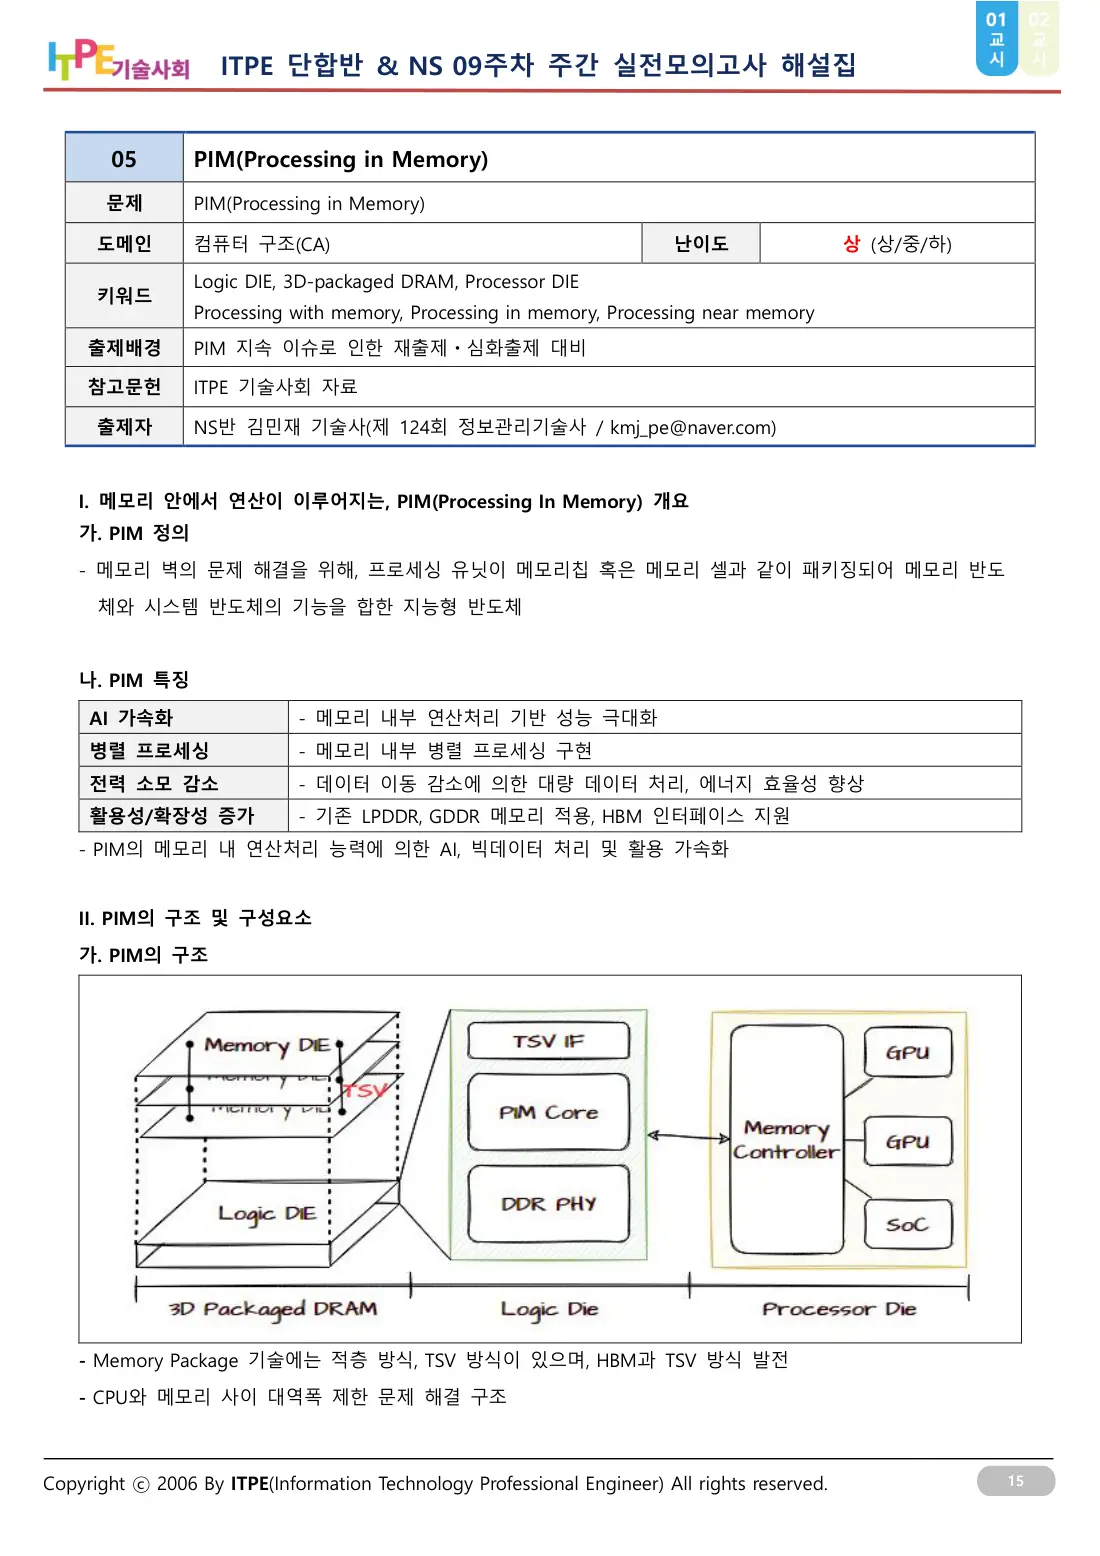 ITPE기술사회 ITPE 단합반 & NS 09주차 주간 실전모의고사 해설집
01 교 시
02 교 시
05 PIM(Processing in Memory)
문제 PIM(Processing in Memory)
도메인 컴퓨터 구조(CA) 난이도 상 (상/중/하)
키워드 Logic DIE, 3D-packaged DRAM, Processor DIE
Processing with memory, Processing in memory, Processing near memory
출제배경 PIM 지속 이슈로 인한 재출제・심화출제 대비
참고문헌 ITPE 기술사회 자료
출제자 NS반 김민재 기술사(제 124회 정보관리기술사 / kmj_pe@naver.com)
I. 메모리 안에서 연산이 이루어지는, PIM(Processing In Memory) 개요
가. PIM 정의
- 메모리 벽의 문제 해결을 위해, 프로세싱 유닛이 메모리칩 혹은 메모리 셀과 같이 패키징되어 메모리 반도
체와 시스템 반도체의 기능을 합한 지능형 반도체
나. PIM 특징
AI 가속화 - 메모리 내부 연산처리 기반 성능 극대화
병렬 프로세싱 - 메모리 내부 병렬 프로세싱 구현
전력 소모 감소 - 데이터 이동 감소에 의한 대량 데이터 처리, 에너지 효율성 향상
활용성/확장성 증가 - 기존 LPDDR, GDDR 메모리 적용, HBM 인터페이스 지원
- PIM의 메모리 내 연산처리 능력에 의한 AI, 빅데이터 처리 및 활용 가속화
II. PIM의 구조 및 구성요소
가. PIM의 구조
Memory DIE
Memory DIE
TSV
Memory DIE
Logic DIE
TSV IF
PIM Core
DDR PHY
Memory
Controller
GPU
GPU
SoC
3D Packaged DRAM Logic Die Processor Die
- Memory Package 기술에는 적층 방식, TSV 방식이 있으며, HBM과 TSV 방식 발전
- CPU와 메모리 사이 대역폭 제한 문제 해결 구조
Copyright ⓒ 2006 By ITPE(Information Technology Professional Engineer) All rights reserved. 15